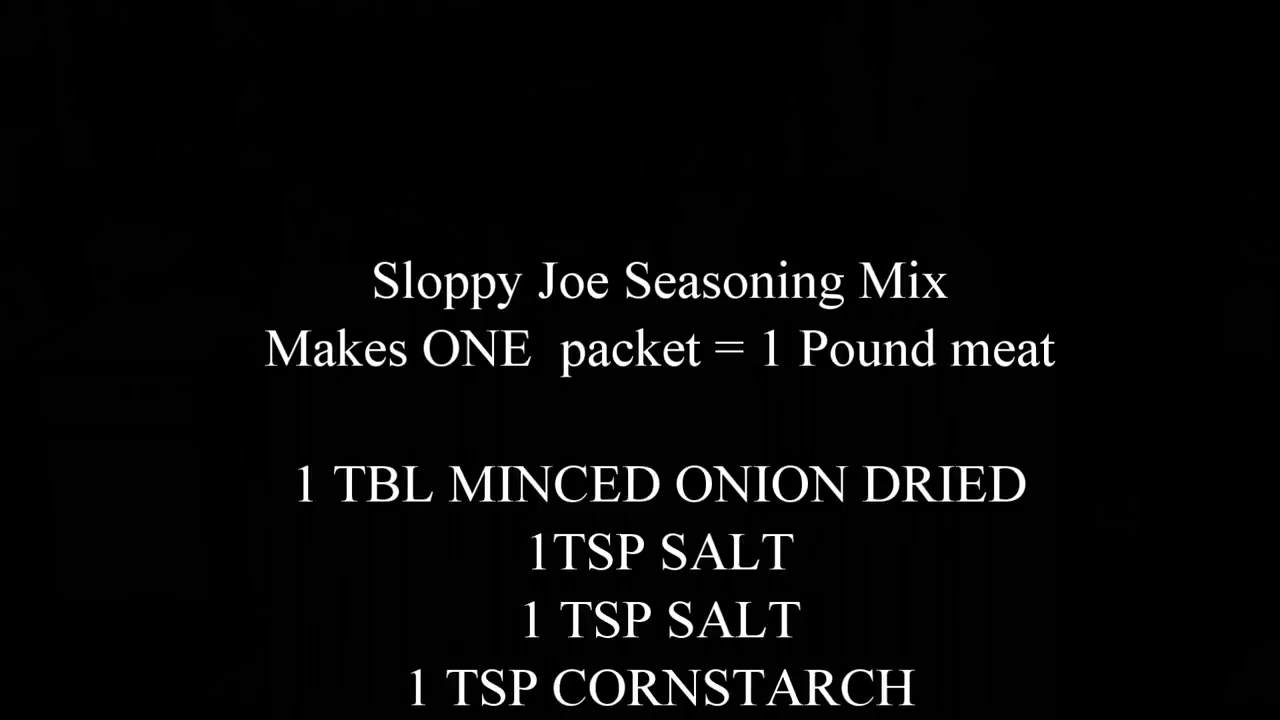 Sloppy Joe Seasoning Mix
Makes ONE  packet = 1 Pound meat
1 TBL MINCED ONION DRIED
1TSP SALT
1 TSP SALT
1 TSP CORNSTARCH